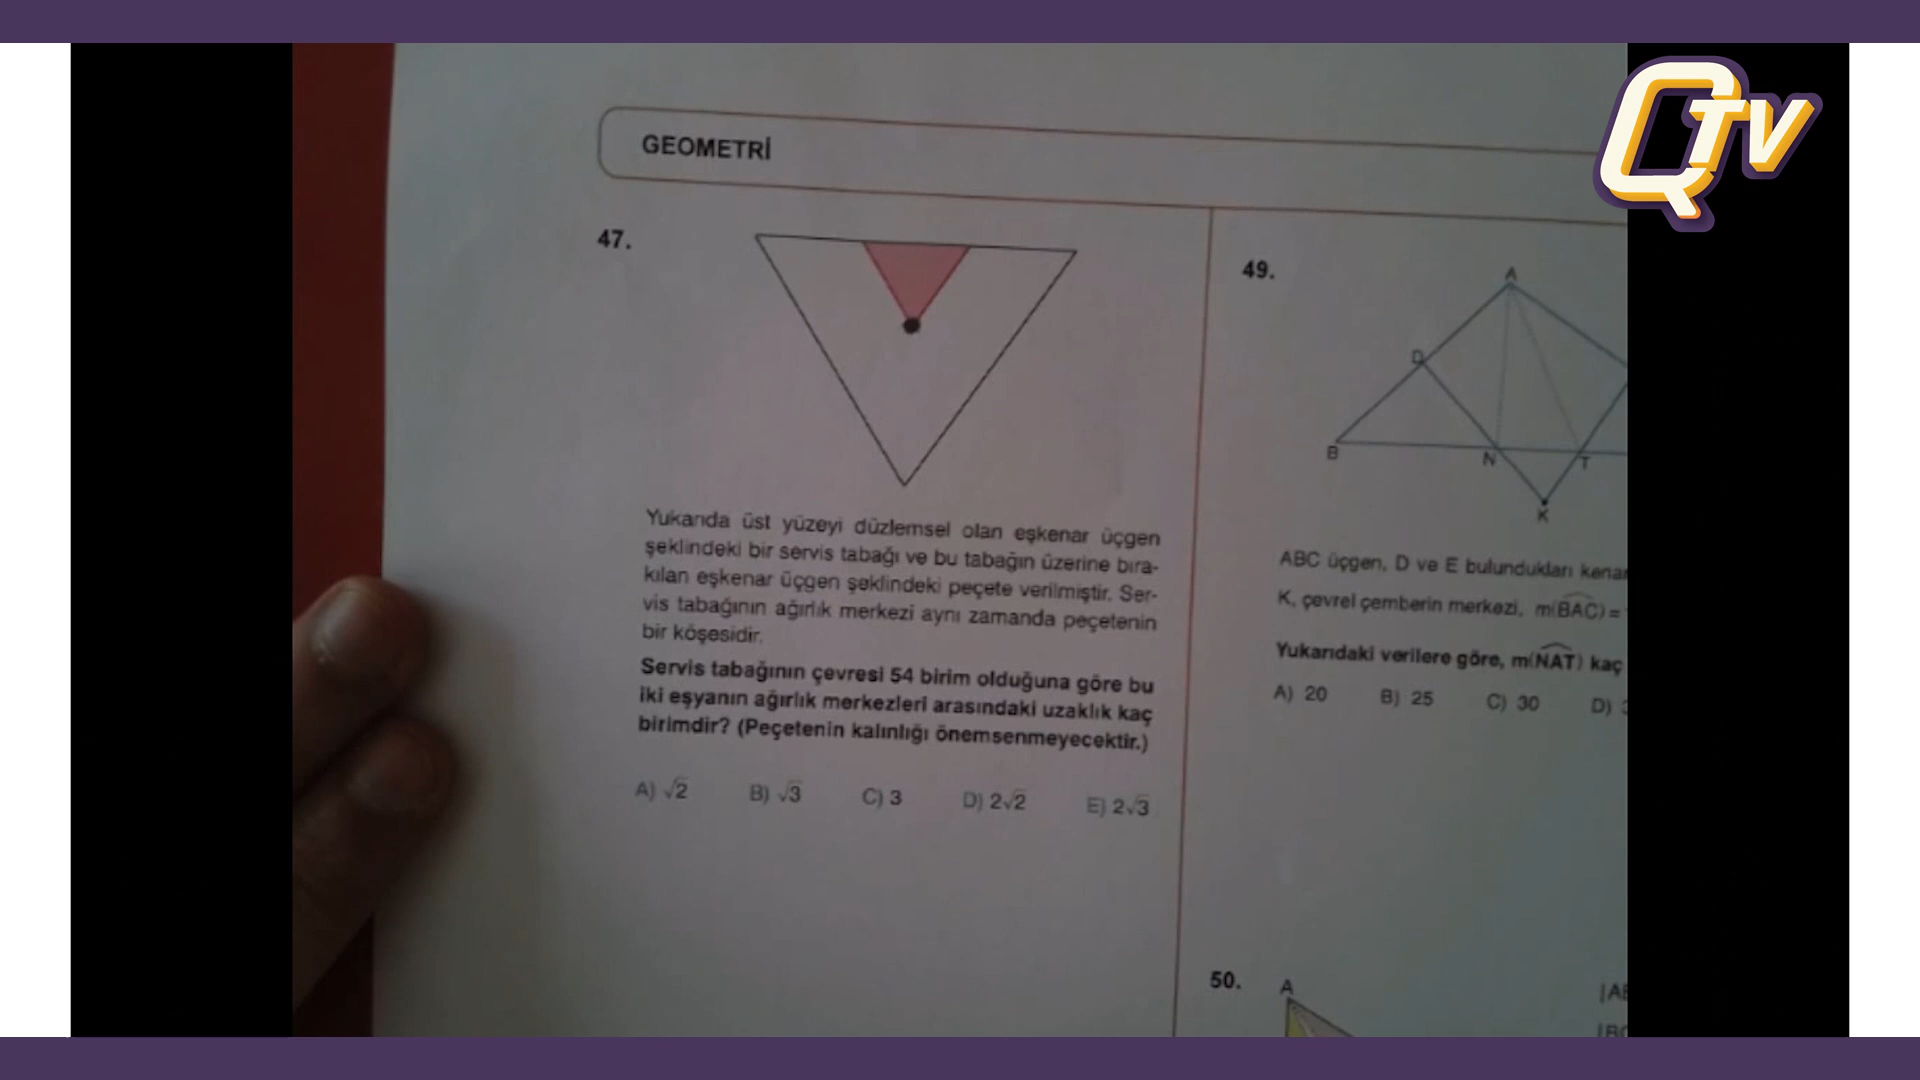 QTV
GEOMETRİ
47.
Yukarıda üst yüzeyi düzlemsel olan eşkenar üçgen
şeklindeki bir servis tabağı ve bu tabağın üzerine bıra-
kılan eşkenar üçgen şeklindeki peçete verilmiştir. Ser-
vis tabağının ağırlık merkezi aynı zamanda peçetenin
bir köşesidir.
Servis tabağının çevresi 54 birim olduğuna göre bu
iki eşyanın ağırlık merkezleri arasındaki uzaklık kaç
birimdir? (Peçetenin kalınlığı önemsenmeyecektir.)
A) √2 B) √3 C) 3 D) 2√2 E) 2√3
49.
A
D
B N T
K
ABC üçgen, D ve E bulundukları kenar
K, çevrel çemberin merkezi, m(BAC) =
Yukarıdaki verilere göre, m(NAT) kaç
A) 20 B) 25 C) 30 D)
50.
A
|AB
|BC